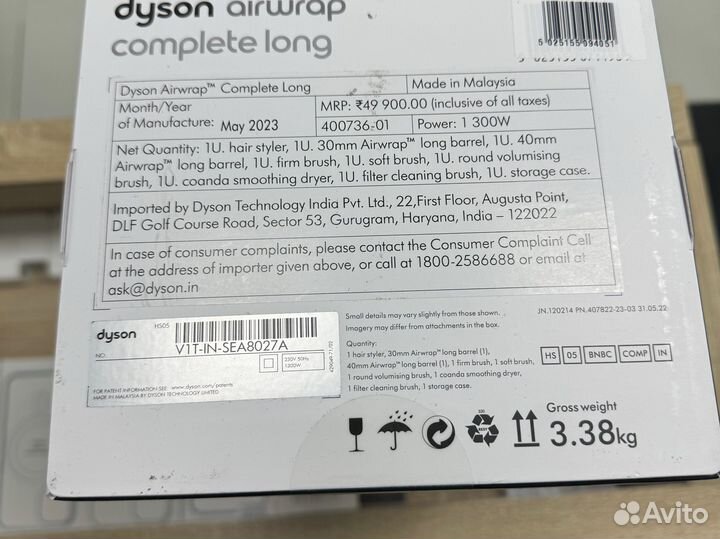 dyson airwrap
complete long
5 025155 094051
Dyson Airwrap™ Complete Long
Made in Malaysia
Month/Year
of Manufacture: May 2023
MRP: ₹49 900.00 (inclusive of all taxes)
400736-01
Power: 1 300W
Net Quantity: 1U. hair styler, 1U. 30mm Airwrap™ long barrel, 1U. 40mm
Airwrap™ long barrel, 1U. firm brush, 1U. soft brush, 1U. round volumising
brush, 1U. coanda smoothing dryer, 1U. filter cleaning brush, 1U. storage case.
Imported by Dyson Technology India Pvt. Ltd., 22,First Floor, Augusta Point,
DLF Golf Course Road, Sector 53, Gurugram, Haryana, India – 122022
In case of consumer complaints, please contact the Consumer Complaint Cell
at the address of importer given above, or call at 1800-2586688 or email at
ask@dyson.in
dyson
HS05
V1T-IN-SEA8027A
NO.
230V 50Hz
1300W
FOR PATENT INFORMATION SEE: www.dyson.com/patents
MADE IN MALAYSIA BY DYSON TECHNOLOGY LIMITED
Small details may vary slightly from those shown.
Imagery may differ from attachments in the box.
JN.120214 PN.407822-23-03 31.05.22
Quantity:
1 hair styler, 30mm Airwrap™ long barrel (1),
40mm Airwrap™ long barrel (1), 1 firm brush, 1 soft brush,
1 round volumising brush, 1 coanda smoothing dryer,
1 filter cleaning brush, 1 storage case.
HS 05 BNBC COMP IN
Gross weight
3.38kg
Avito